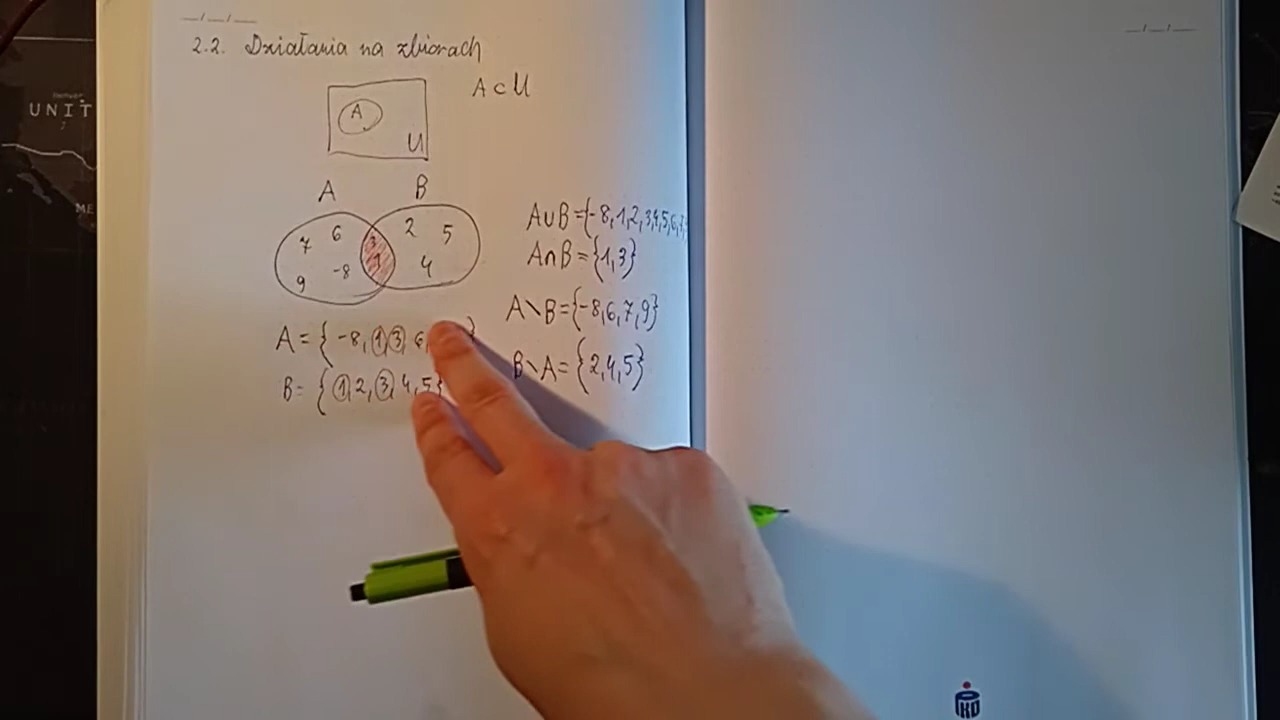 2.2. Działania na zbiorach
A ⊂ U
A
U
A B
7 6 3 2 5
9 -8 1 4
A∪B={-8,1,2,3,4,5,6,
A∩B={1,3}
A\B={-8,6,7,9}
B\A={2,4,5}
A={-8,1,3,6, }
B={1,2,3,4,5}
UNIT
ME